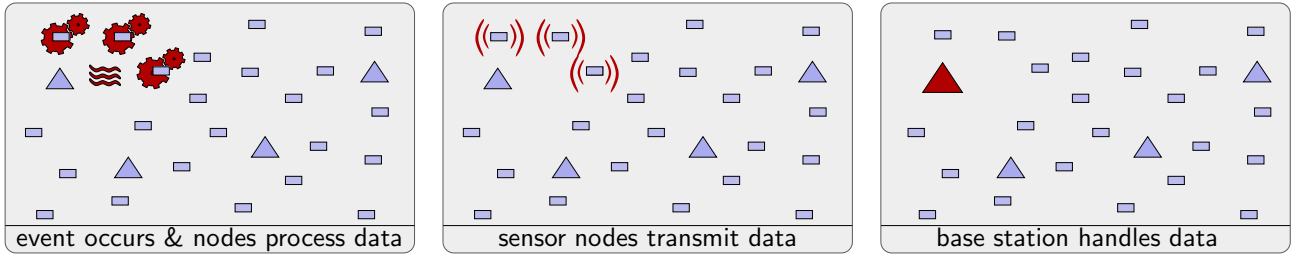 event occurs & nodes process data
sensor nodes transmit data
base station handles data